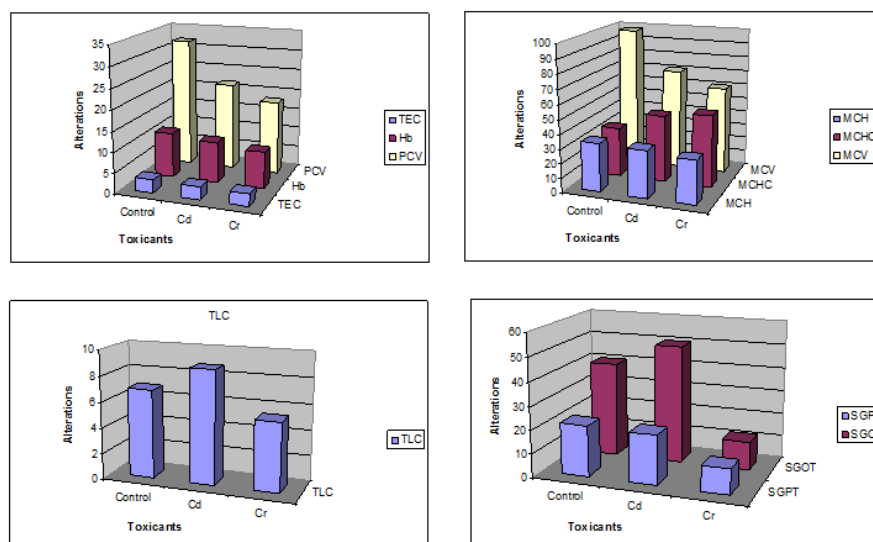 35
30
25
20
15
10
5
0
Alterations
Control
Cd
Cr
Toxicants
PCV
Hb
TEC
TEC
Hb
PCV
100
90
80
70
60
50
40
30
20
10
0
Alterations
Control
Cd
Cr
Toxicants
MCV
MCHC
MCH
MCH
MCHC
MCV
TLC
10
8
6
4
2
0
Alterations
Control
Cd
Cr
Toxicants
TLC
TLC
60
50
40
30
20
10
0
Alterations
Control
Cd
Cr
Toxicants
SGOT
SGPT